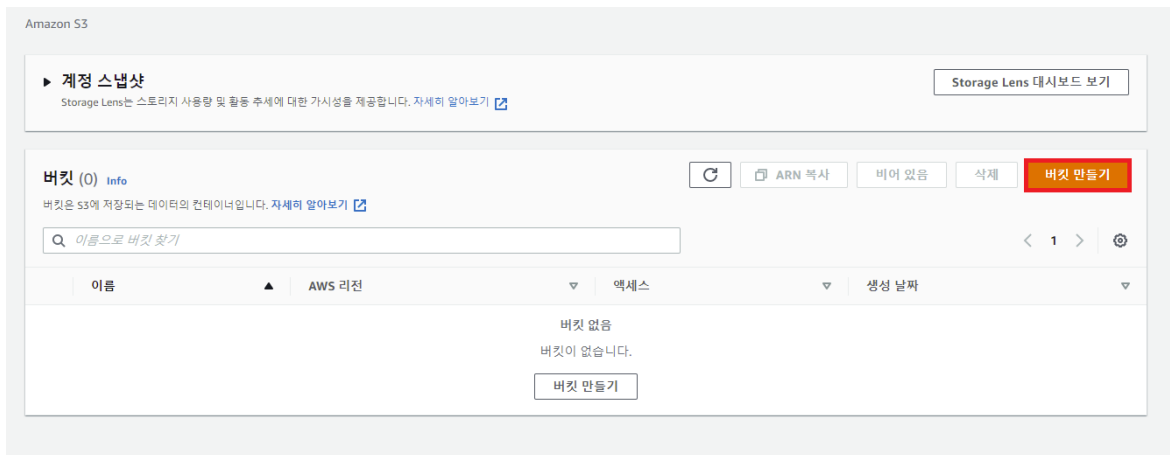 Amazon S3
계정 스냅샷
Storage Lens 대시보드 보기
Storage Lens는 스토리지 사용량 및 활동 추세에 대한 가시성을 제공합니다. 자세히 알아보기
버킷 (0) Info
ARN 복사
비어 있음
삭제
버킷 만들기
버킷은 S3에 저장되는 데이터의 컨테이너입니다. 자세히 알아보기
이름으로 버킷 찾기
1
이름 AWS 리전 액세스 생성 날짜
버킷 없음
버킷이 없습니다.
버킷 만들기